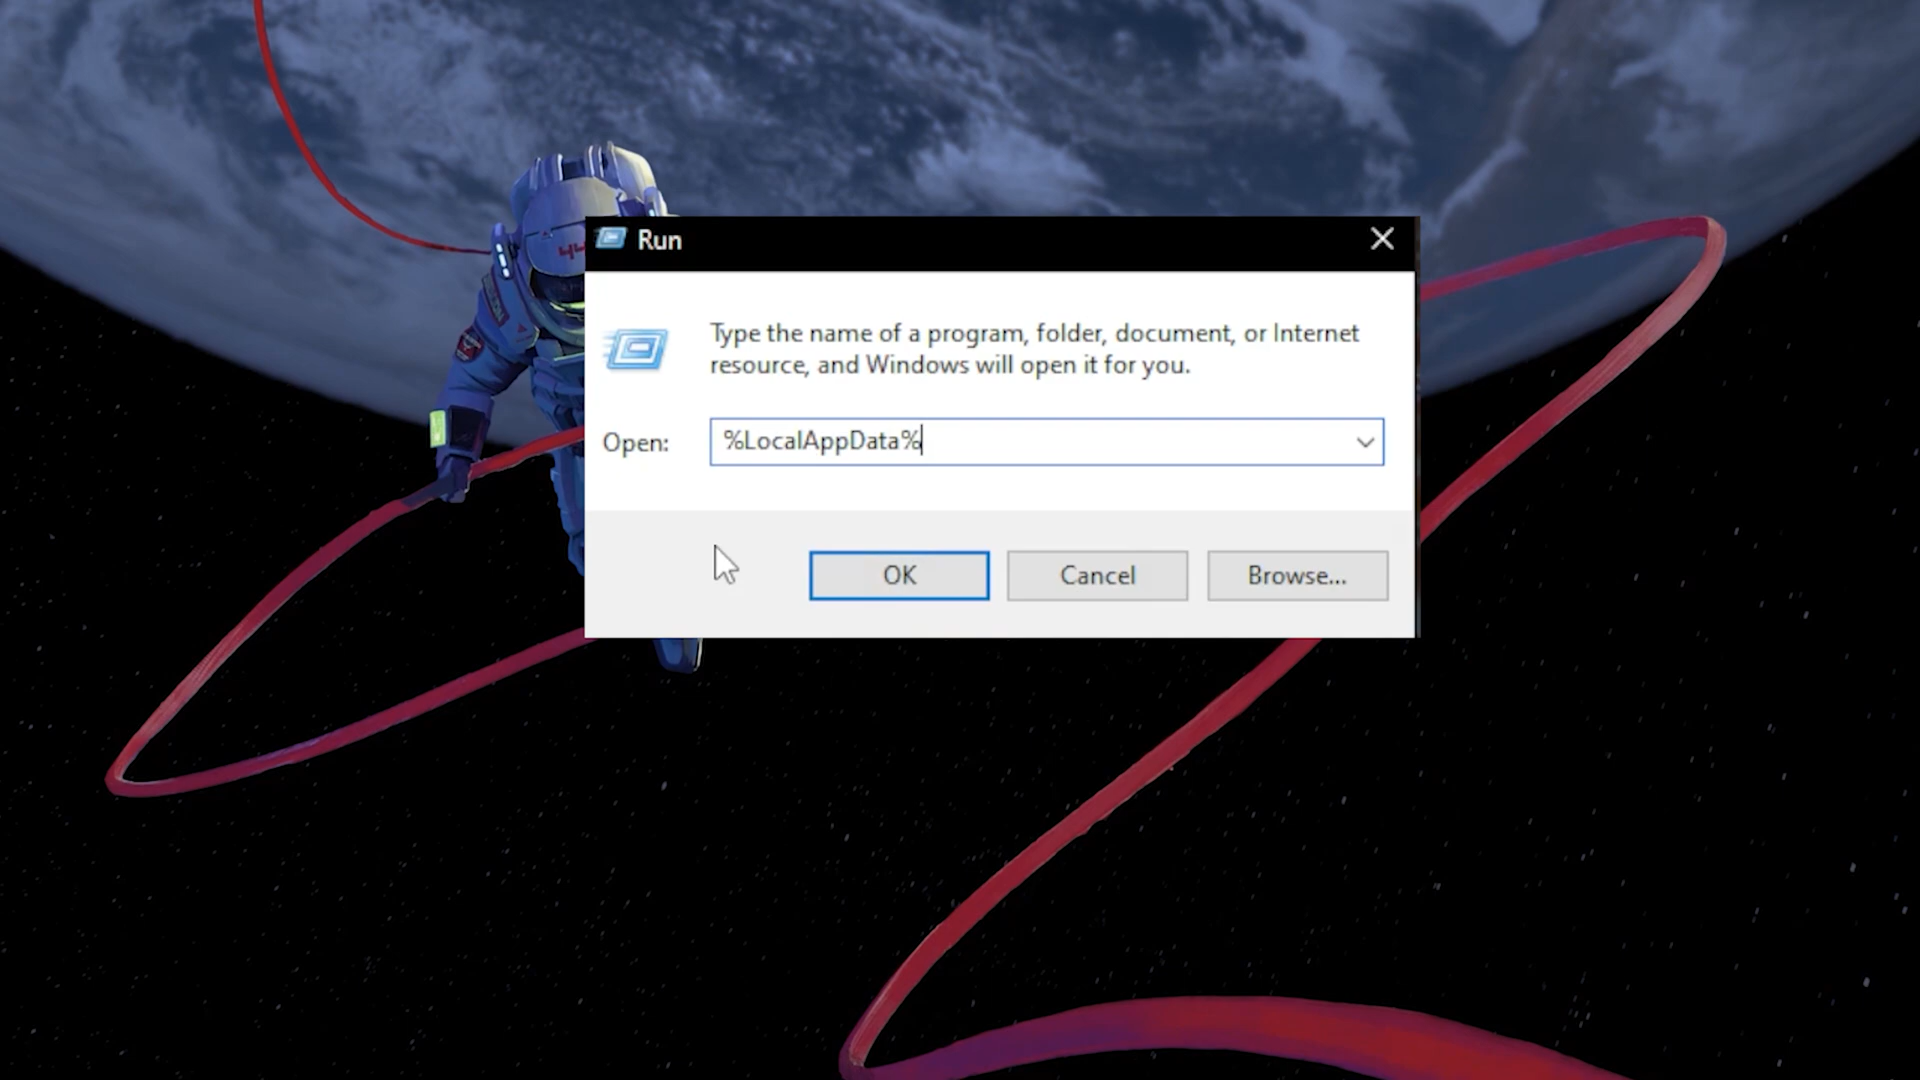 Run
Type the name of a program, folder, document, or Internet
resource, and Windows will open it for you.
Open: %LocalAppData%
OK Cancel Browse...